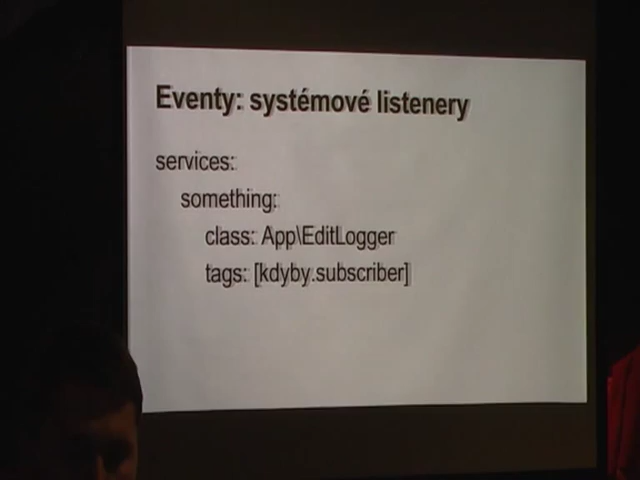 Eventy: systémové listenery
services:
something:
class: App\EditLogger
tags: [kdyby.subscriber]